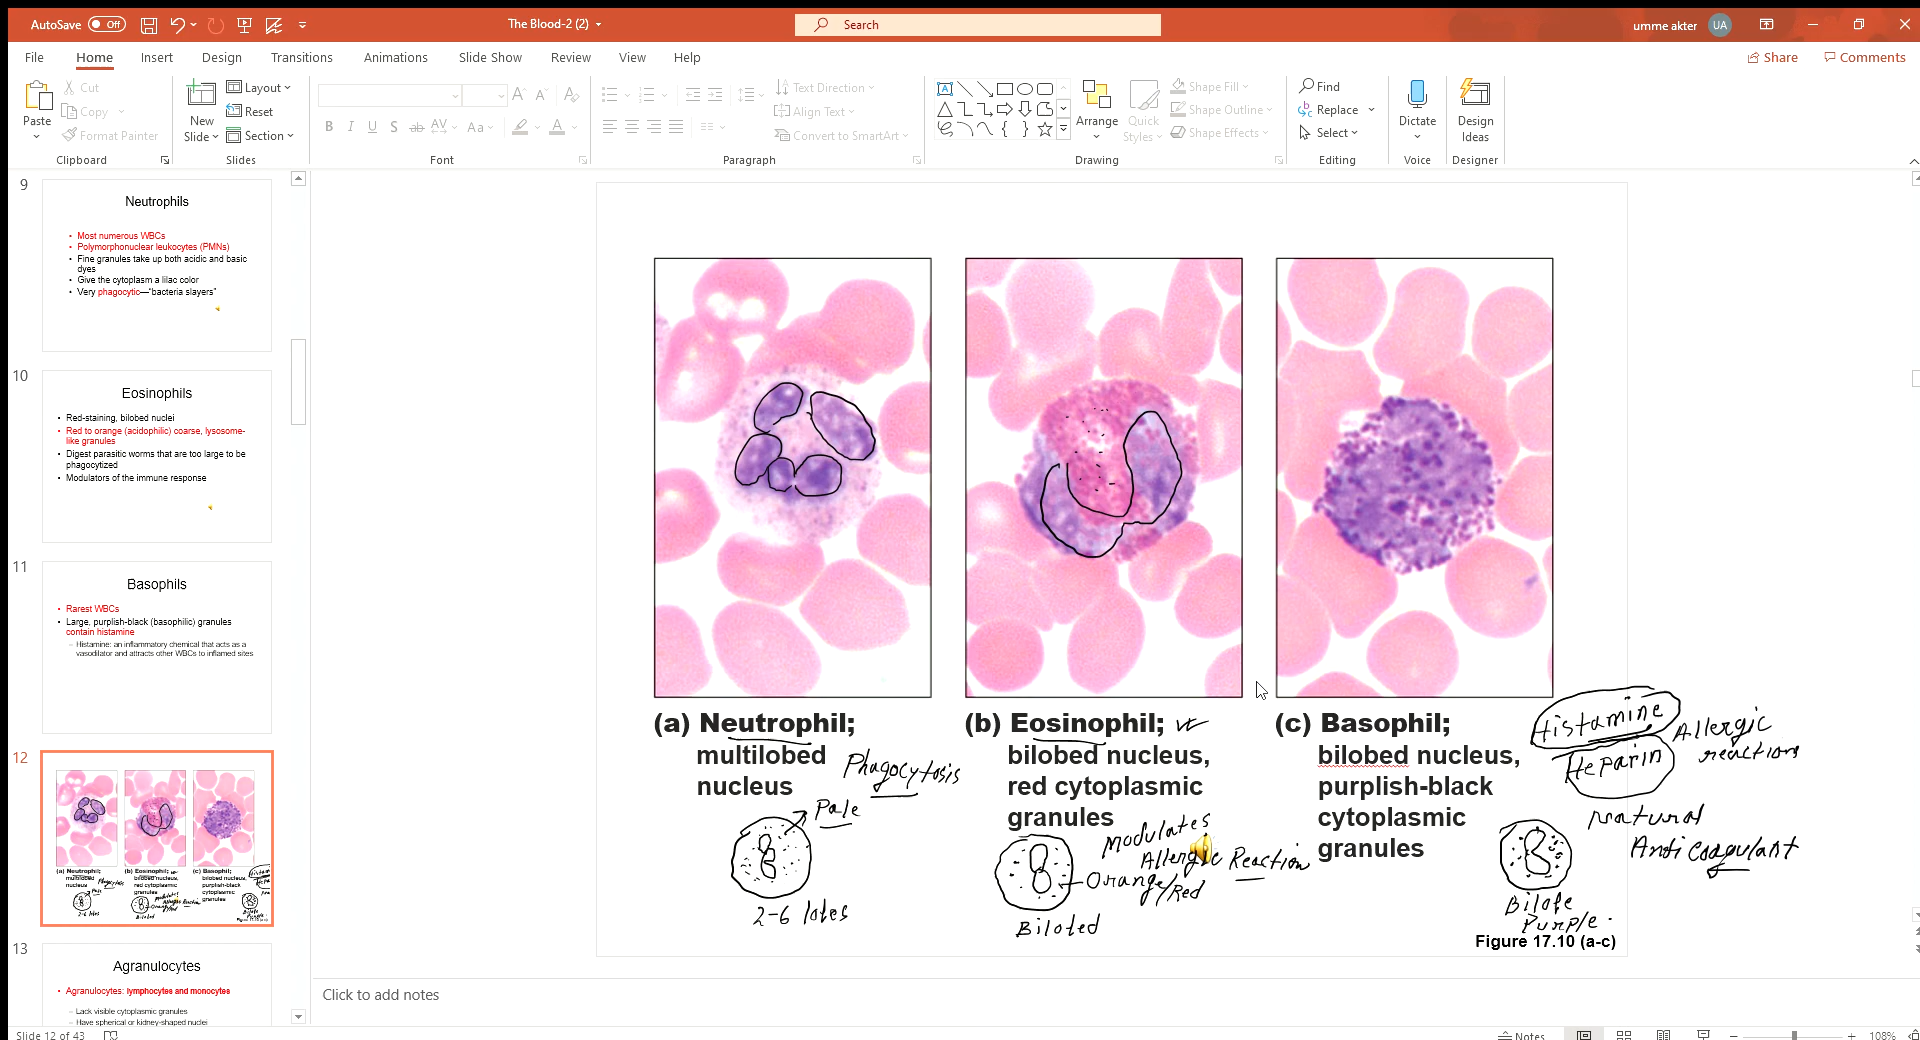 AutoSave Off
The Blood-2 (2)
Search
umme akter UA
File Home Insert Design Transitions Animations Slide Show Review View Help
Share Comments
Paste
Cut
Copy
Format Painter
Clipboard
New Slide
Layout
Reset
Section
Slides
B I U S ab AV Aa A
Font
Text Direction
Align Text
Convert to SmartArt
Paragraph
Arrange
Quick Styles
Shape Fill
Shape Outline
Shape Effects
Drawing
Find
Replace
Select
Editing
Dictate
Voice
Design Ideas
Designer
9
Neutrophils
• Most numerous WBCs
• Polymorphonuclear leukocytes (PMNs)
• Fine granules take up both acidic and basic
dyes
• Give the cytoplasm a lilac color
• Very phagocytic—“bacteria slayers”
10
Eosinophils
• Red-staining, bilobed nuclei
• Red to orange (acidophilic) coarse, lysosome-
like granules
• Digest parasitic worms that are too large to be
phagocytized
• Modulators of the immune response
11
Basophils
• Rarest WBCs
• Large, purplish-black (basophilic) granules
contain histamine
– Histamine: an inflammatory chemical that acts as a
vasodilator and attracts other WBCs to inflamed sites
12
13
Agranulocytes
• Agranulocytes: lymphocytes and monocytes
– Lack visible cytoplasmic granules
– Have spherical or kidney-shaped nuclei
(a) Neutrophil;
multilobed
nucleus
Phagocytosis
Pale
2-6 lobes
(b) Eosinophil;
bilobed nucleus,
red cytoplasmic
granules
Modulates
Allergic Reaction
Orange/Red
Bilobed
(c) Basophil;
bilobed nucleus,
purplish-black
cytoplasmic
granules
Histamine
Allergic
reactions
Heparin
natural
Anticoagulant
Bilobe
Purple
Figure 17.10 (a-c)
Click to add notes
Slide 12 of 43
Notes
108%